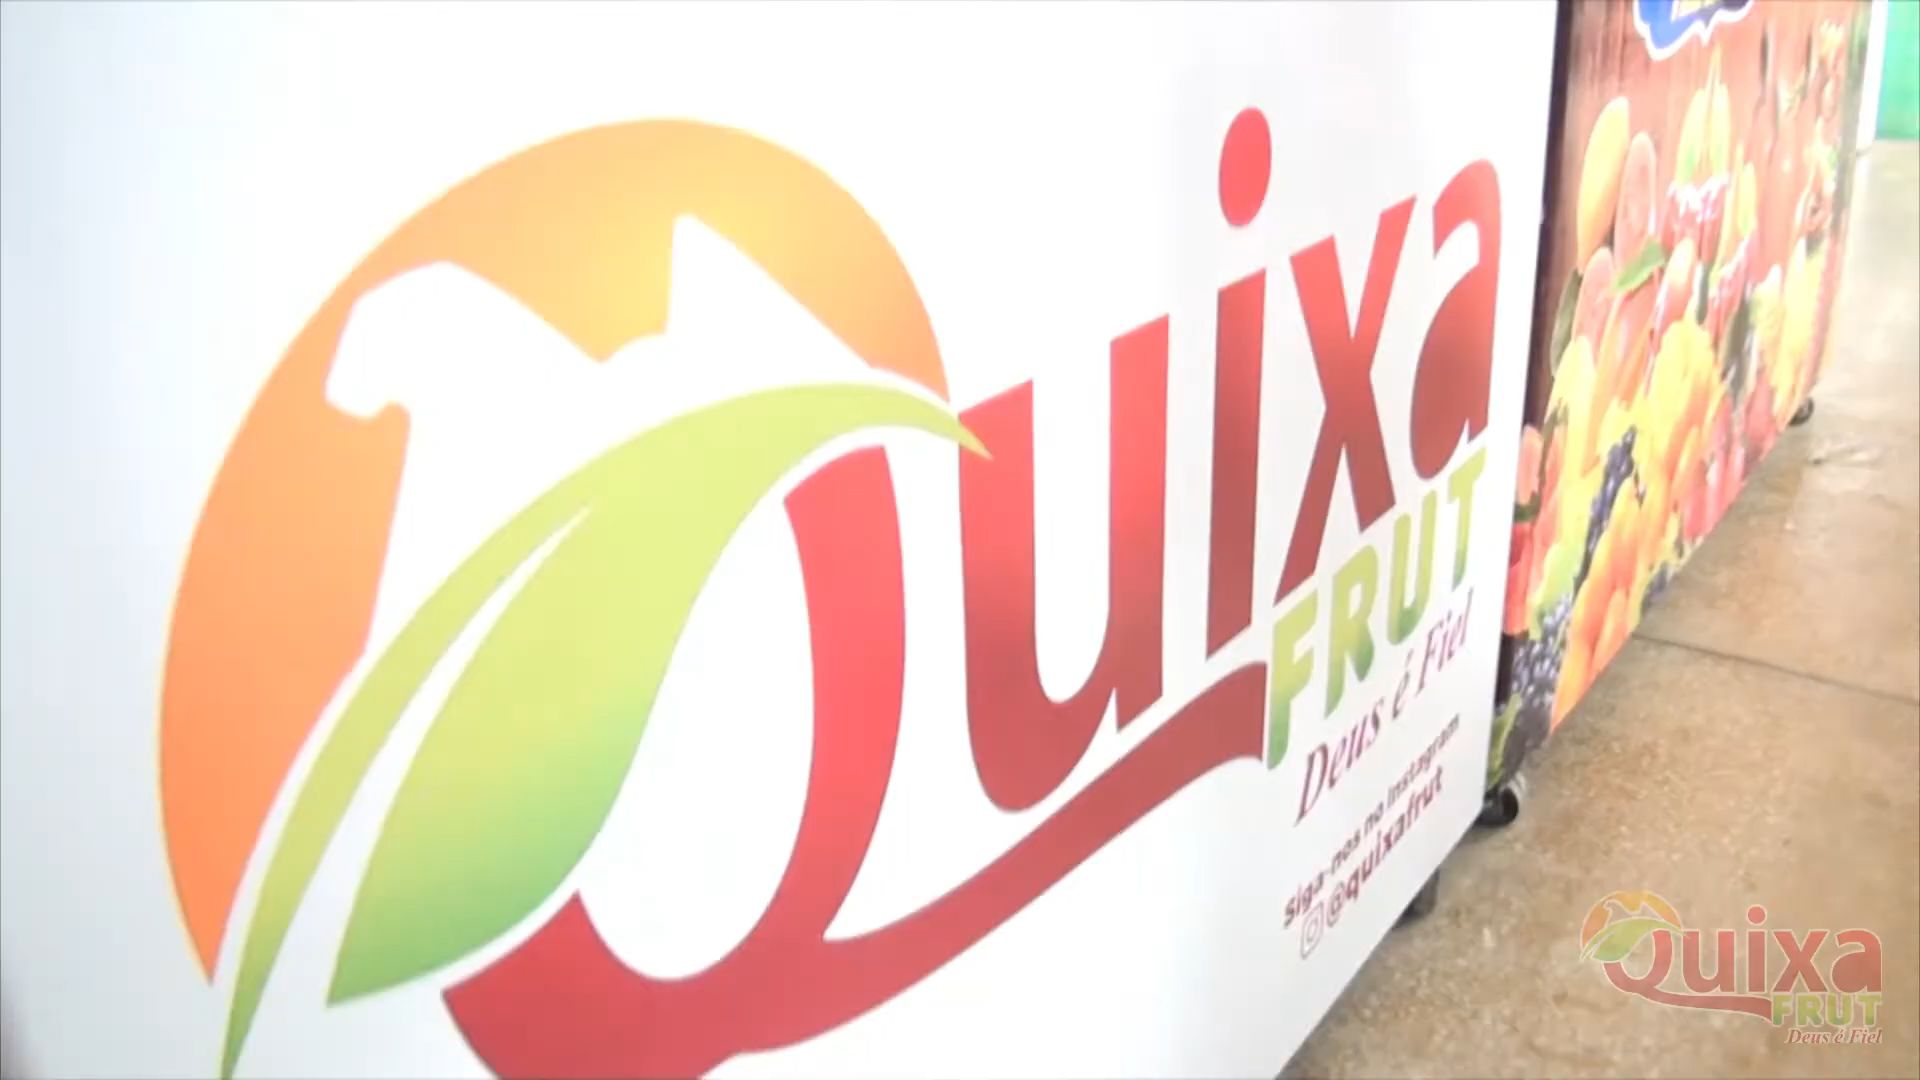 Quixa
FRUT
Deus é Fiel
Siga-nos no instagram
@quixafrut
Quixa
FRUT
Deus é Fiel